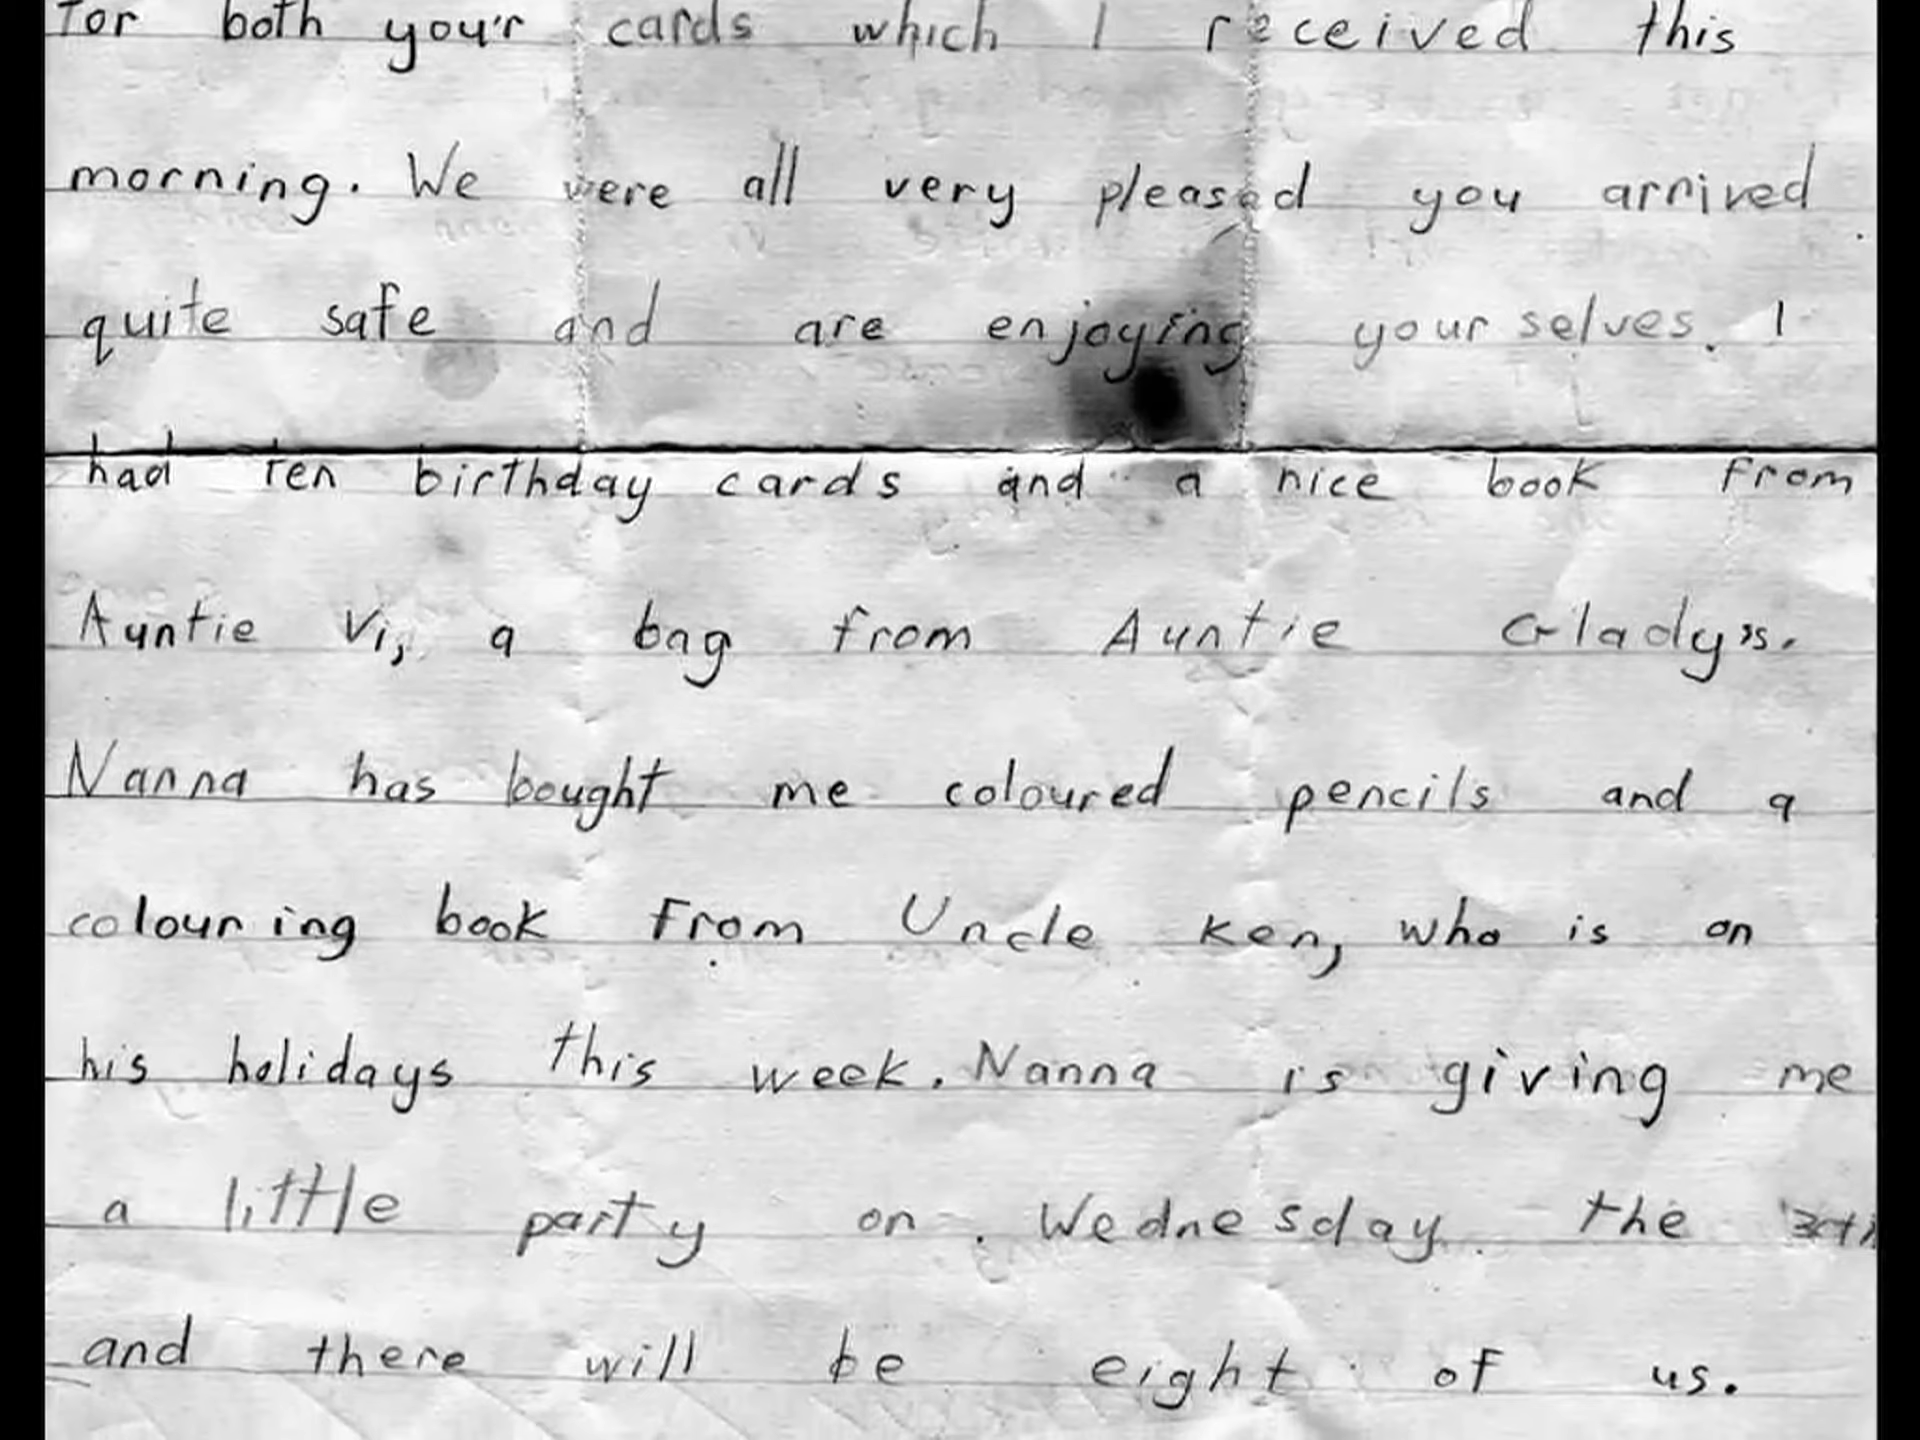 for both your cards which I received this
morning. We were all very pleased you arrived
quite safe and are enjoying your selves. I
had ten birthday cards and a nice book from
Auntie Vi, a bag from Auntie Gladys.
Nanna has bought me coloured pencils and a
colouring book from Uncle Ken, who is on
his holidays this week. Nanna is giving me
a little party on Wednesday the
and there will be eight of us.